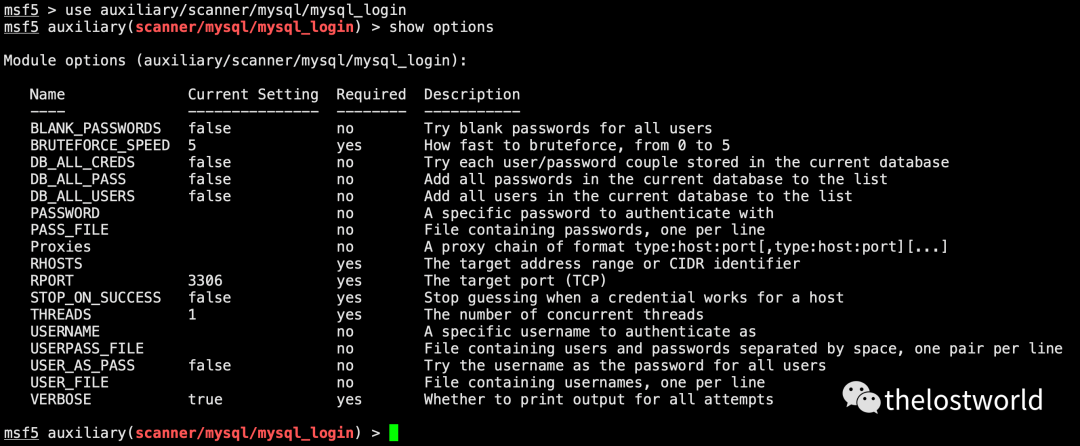 msf5 > use auxiliary/scanner/mysql/mysql_login
msf5 auxiliary(scanner/mysql/mysql_login) > show options
Module options (auxiliary/scanner/mysql/mysql_login):
Name Current Setting Required Description
---- --------------- -------- -----------
BLANK_PASSWORDS false no Try blank passwords for all users
BRUTEFORCE_SPEED 5 yes How fast to bruteforce, from 0 to 5
DB_ALL_CREDS false no Try each user/password couple stored in the current database
DB_ALL_PASS false no Add all passwords in the current database to the list
DB_ALL_USERS false no Add all users in the current database to the list
PASSWORD no A specific password to authenticate with
PASS_FILE no File containing passwords, one per line
Proxies no A proxy chain of format type:host:port[,type:host:port][...]
RHOSTS yes The target address range or CIDR identifier
RPORT 3306 yes The target port (TCP)
STOP_ON_SUCCESS false yes Stop guessing when a credential works for a host
THREADS 1 yes The number of concurrent threads
USERNAME no A specific username to authenticate as
USERPASS_FILE no File containing users and passwords separated by space, one pair per line
USER_AS_PASS false no Try the username as the password for all users
USER_FILE no File containing usernames, one per line
VERBOSE true yes Whether to print output for all attempts
thelostworld
msf5 auxiliary(scanner/mysql/mysql_login) >